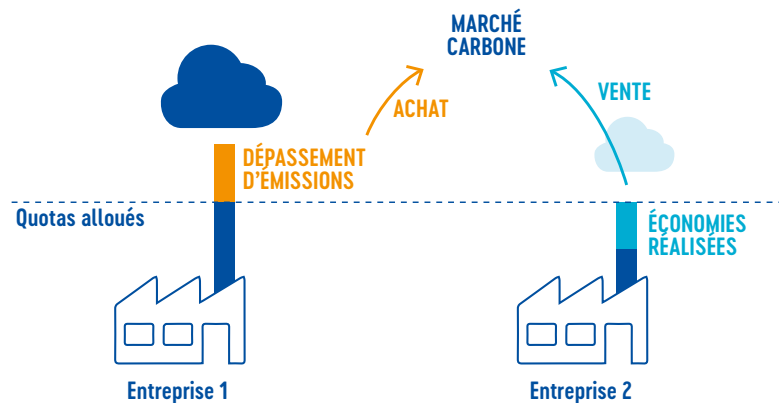 MARCHÉ
CARBONE
ACHAT
VENTE
DÉPASSEMENT
D'ÉMISSIONS
Quotas alloués
ÉCONOMIES
RÉALISÉES
Entreprise 1
Entreprise 2